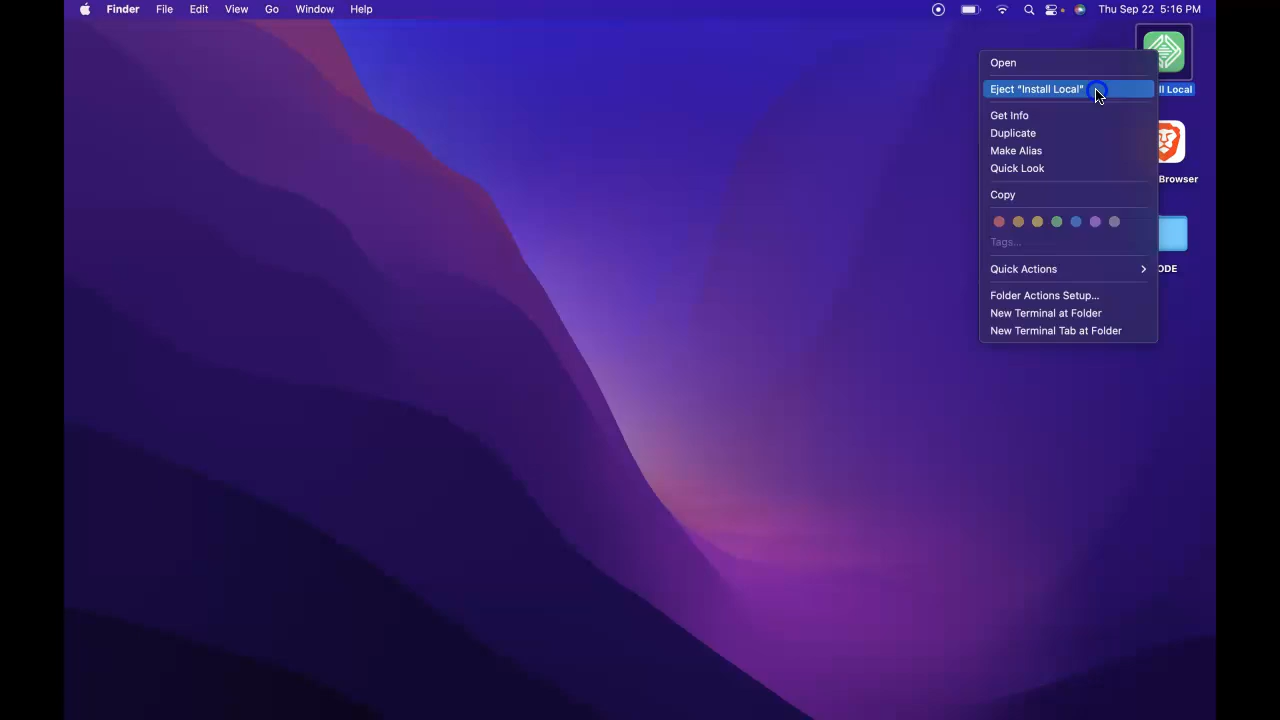 Finder File Edit View Go Window Help Thu Sep 22 5:16 PM
Open
Eject “Install Local”
ll Local
Get Info
Duplicate
Make Alias
Quick Look
Browser
Copy
Tags...
Quick Actions
ODE
Folder Actions Setup...
New Terminal at Folder
New Terminal Tab at Folder